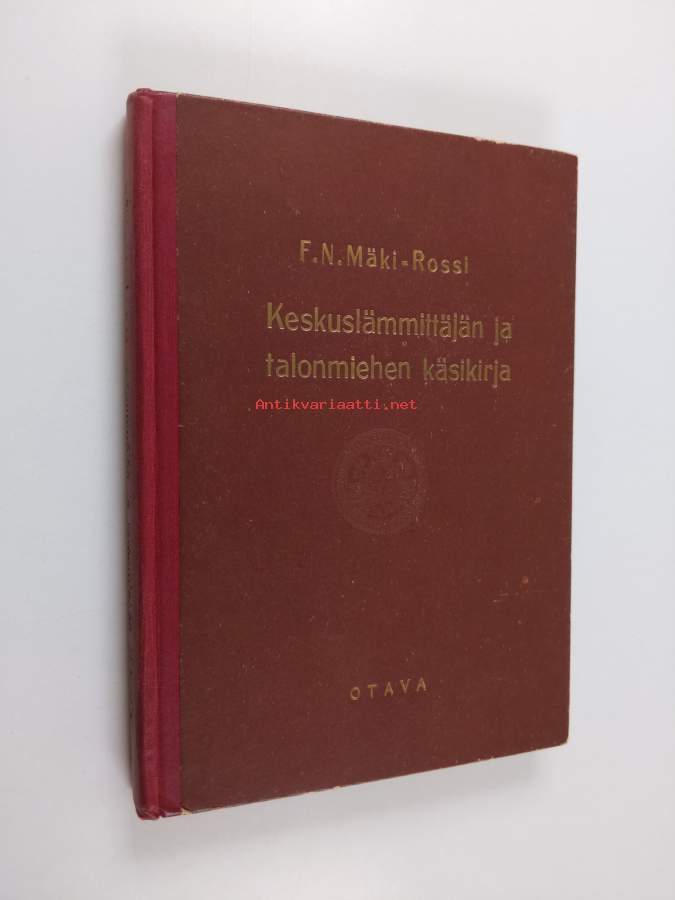 F.N.Mäki-Rossi
Keskuslämmittäjän ja
talonmiehen käsikirja
Antikvariaatti.net
OTAVA